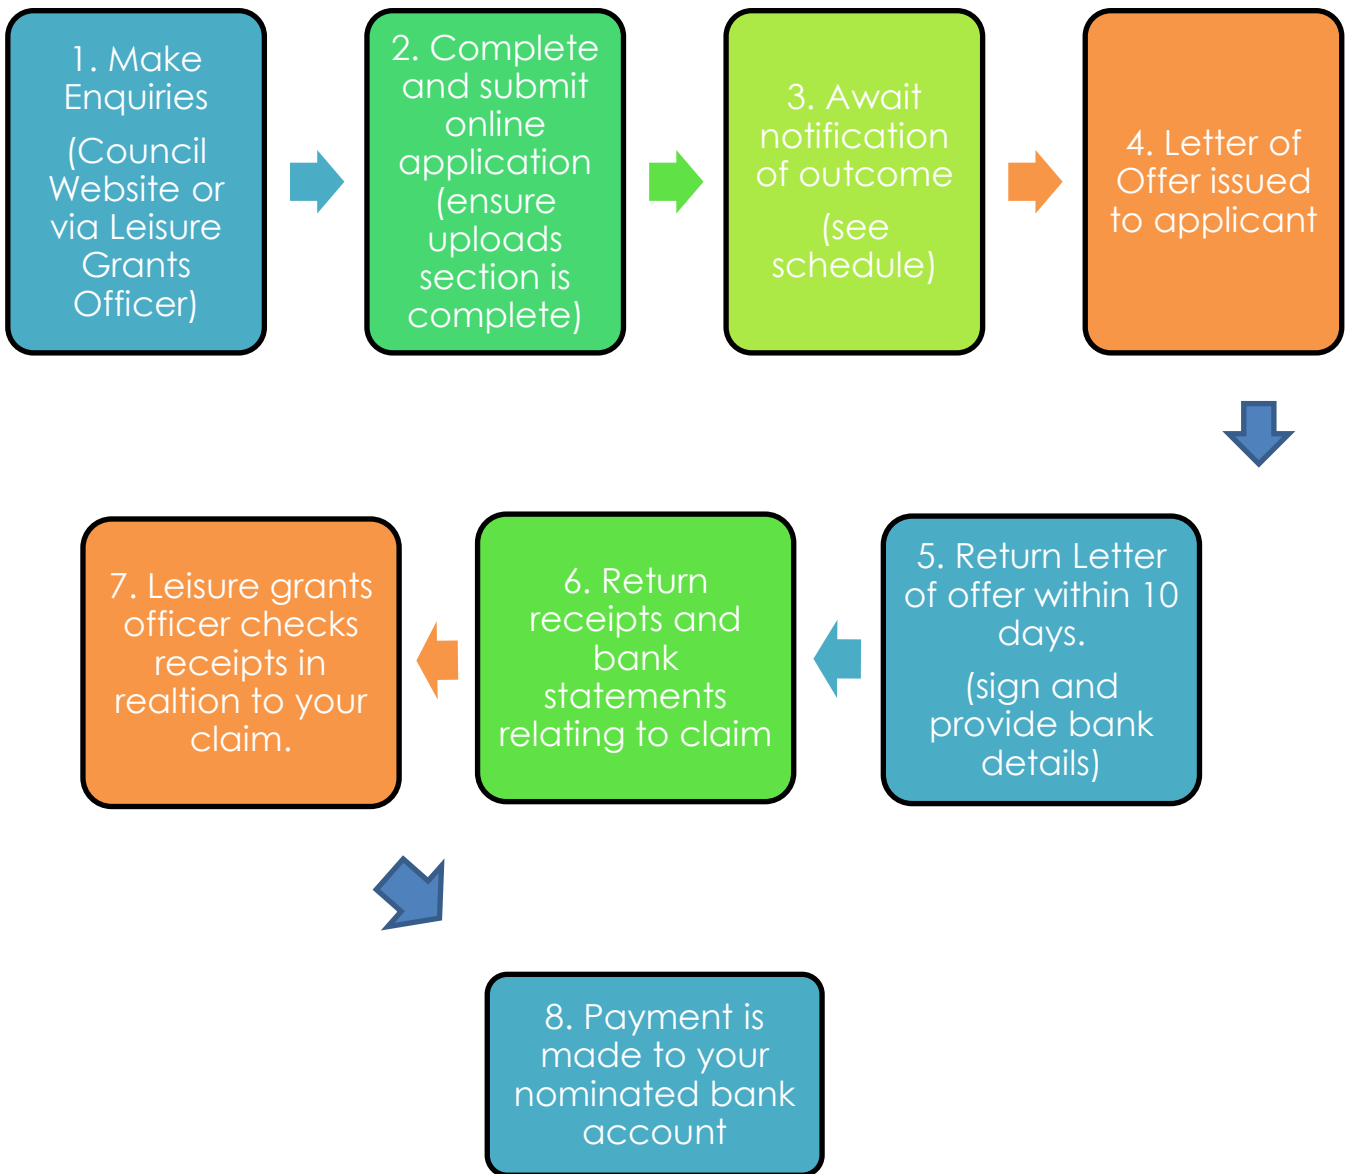 1. Make
Enquiries
(Council
Website or
via Leisure
Grants
Officer)
2. Complete
and submit
online
application
(ensure
uploads
section is
complete)
3. Await
notification
of outcome
(see
schedule)
4. Letter of
Offer issued
to applicant
5. Return Letter
of offer within 10
days.
(sign and
provide bank
details)
6. Return
receipts and
bank
statements
relating to claim
7. Leisure grants
officer checks
receipts in
realtion to your
claim.
8. Payment is
made to your
nominated bank
account